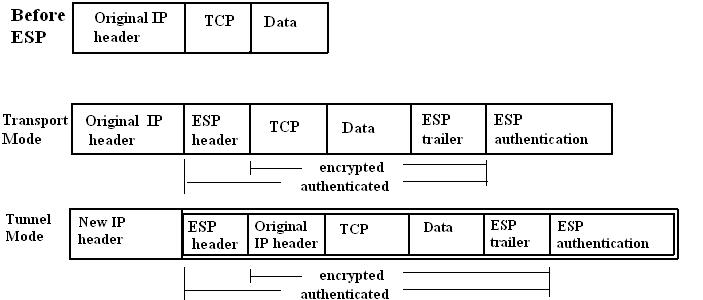 Before ESP
Original IP header
TCP
Data
Transport Mode
Original IP header
ESP header
TCP
Data
ESP trailer
ESP authentication
encrypted
authenticated
Tunnel Mode
New IP header
ESP header
Original IP header
TCP
Data
ESP trailer
ESP authentication
encrypted
authenticated